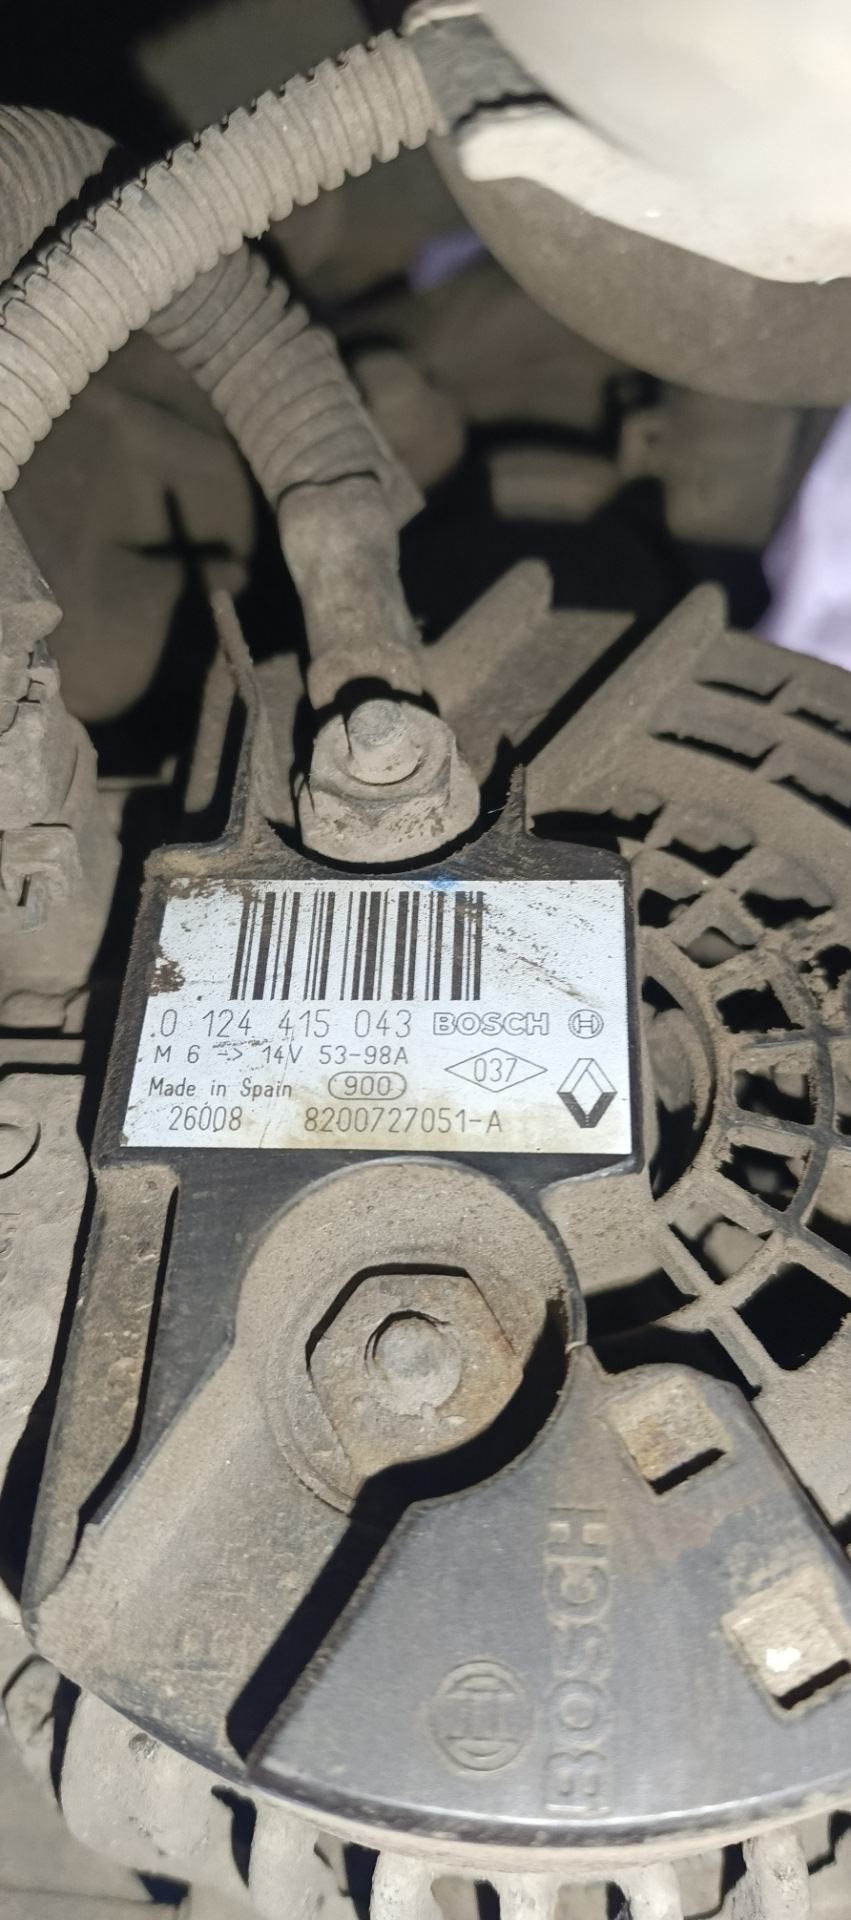 0 124 415 043 BOSCH
M 6 -> 14V 53-98A
037
Made in Spain 900
26008 8200727051-A
BOSCH